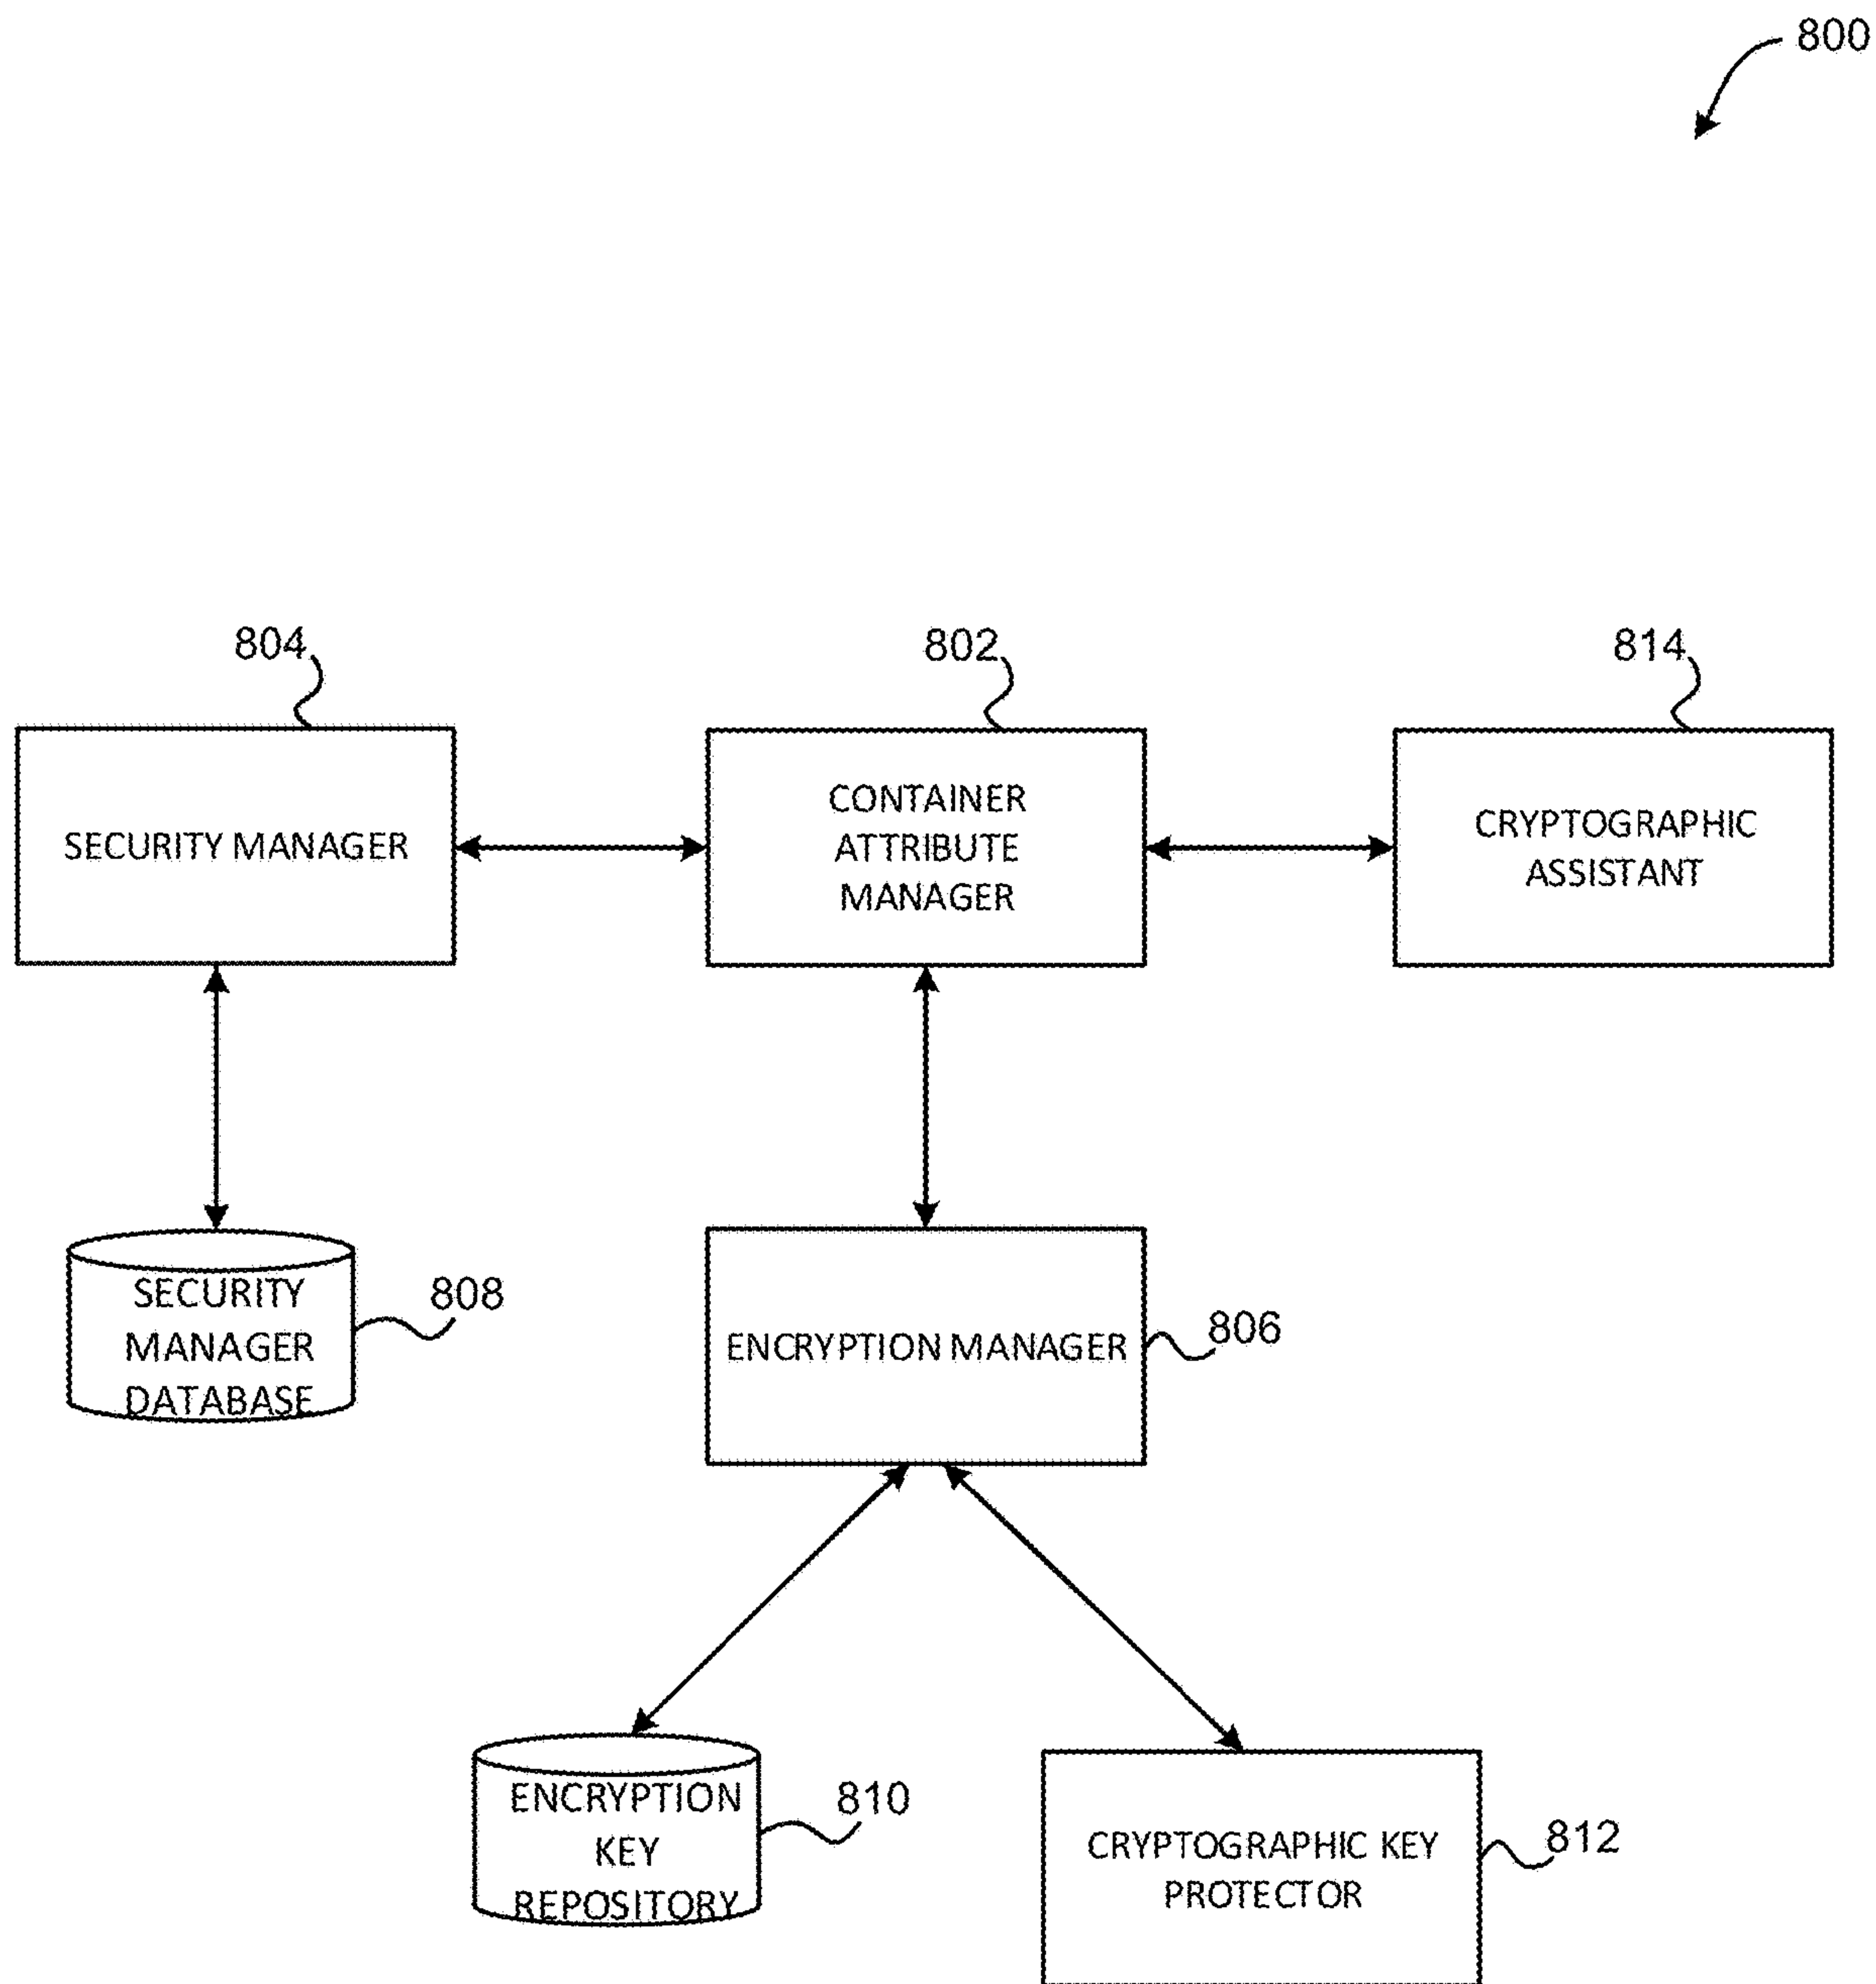 800
804
802
814
SECURITY MANAGER
CONTAINER
ATTRIBUTE
MANAGER
CRYPTOGRAPHIC
ASSISTANT
SECURITY
MANAGER
DATABASE
808
ENCRYPTION MANAGER
806
ENCRYPTION
KEY
REPOSITORY
810
CRYPTOGRAPHIC KEY
PROTECTOR
812